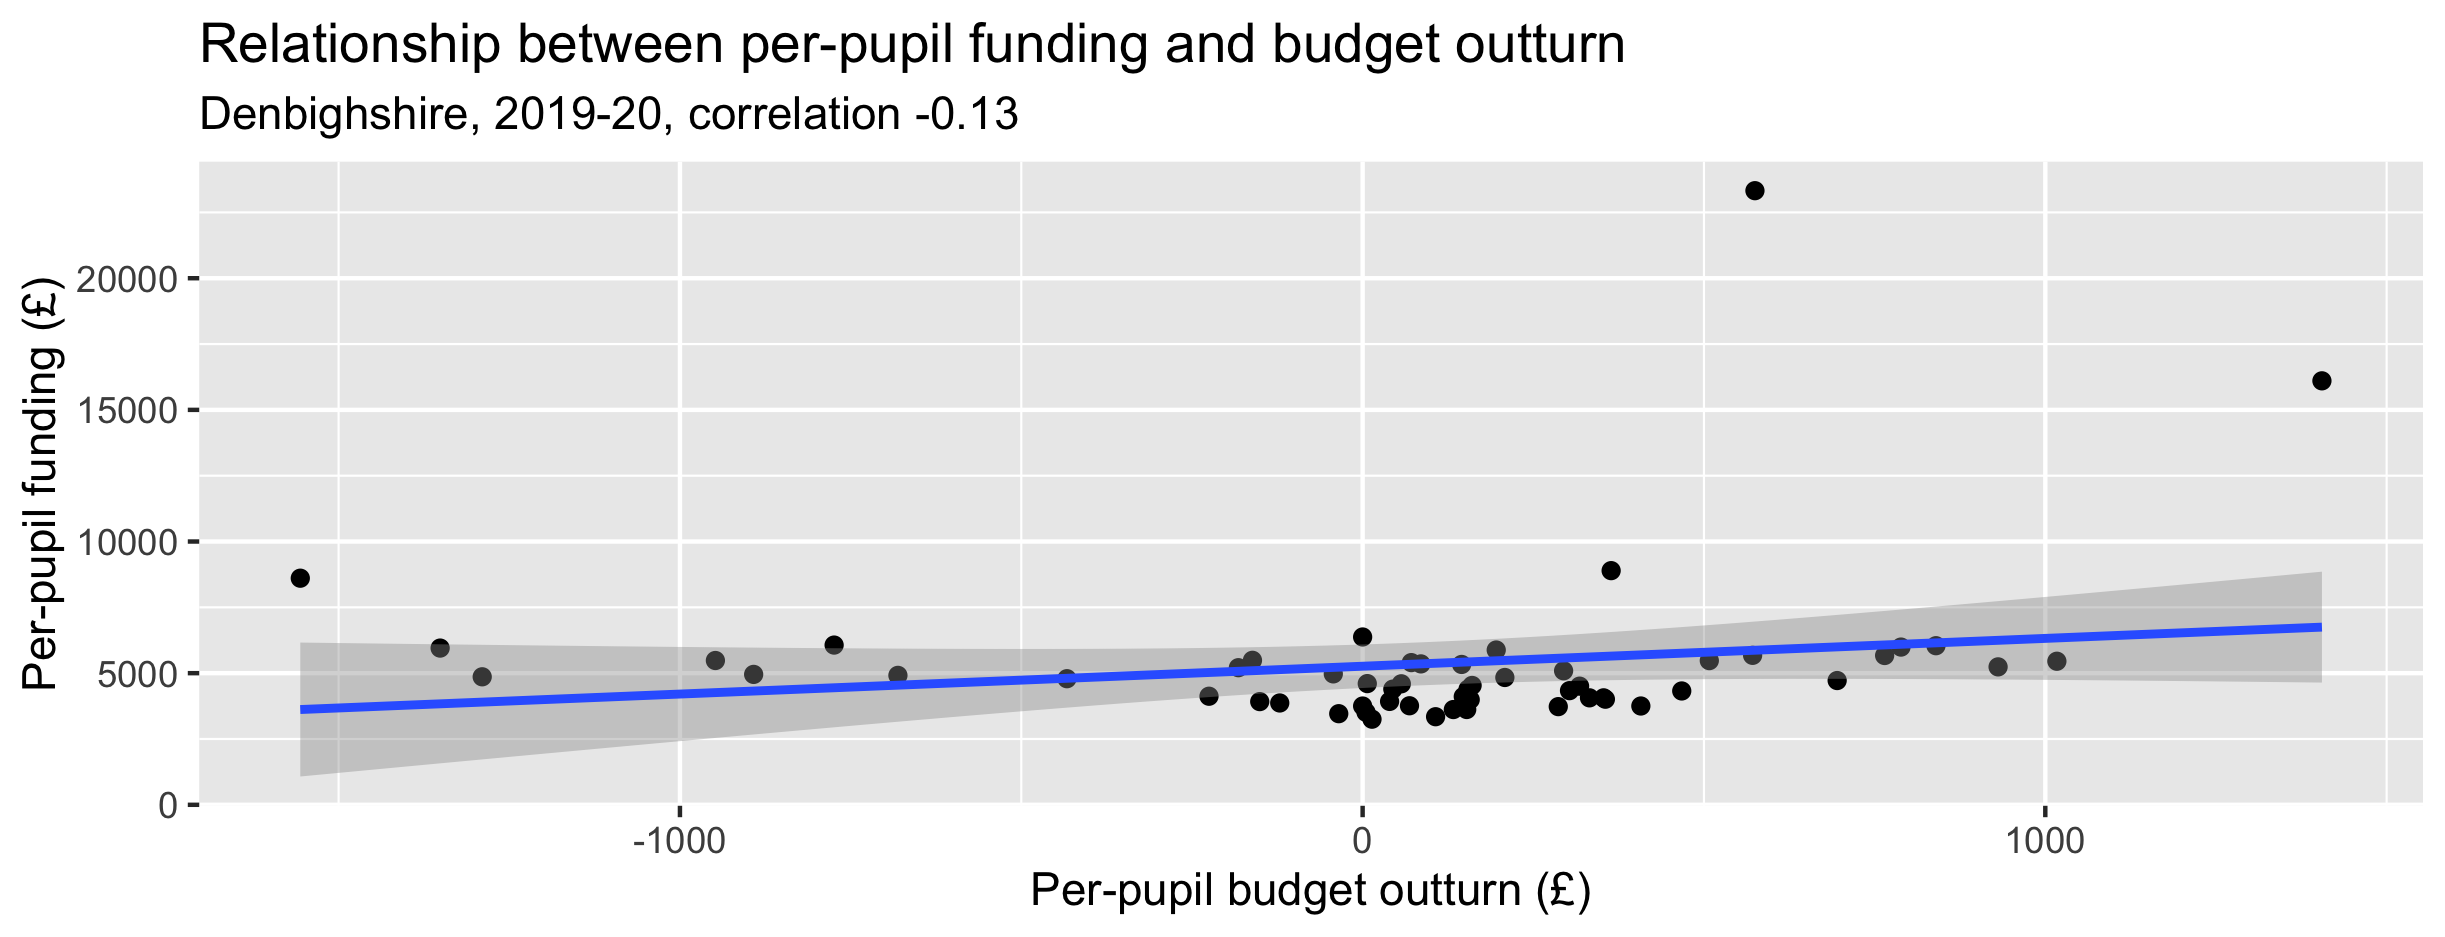 Relationship between per-pupil funding and budget outturn
Denbighshire, 2019-20, correlation -0.13
Per-pupil funding (£)
20000
15000
10000
5000
0
-1000
0
1000
Per-pupil budget outturn (£)